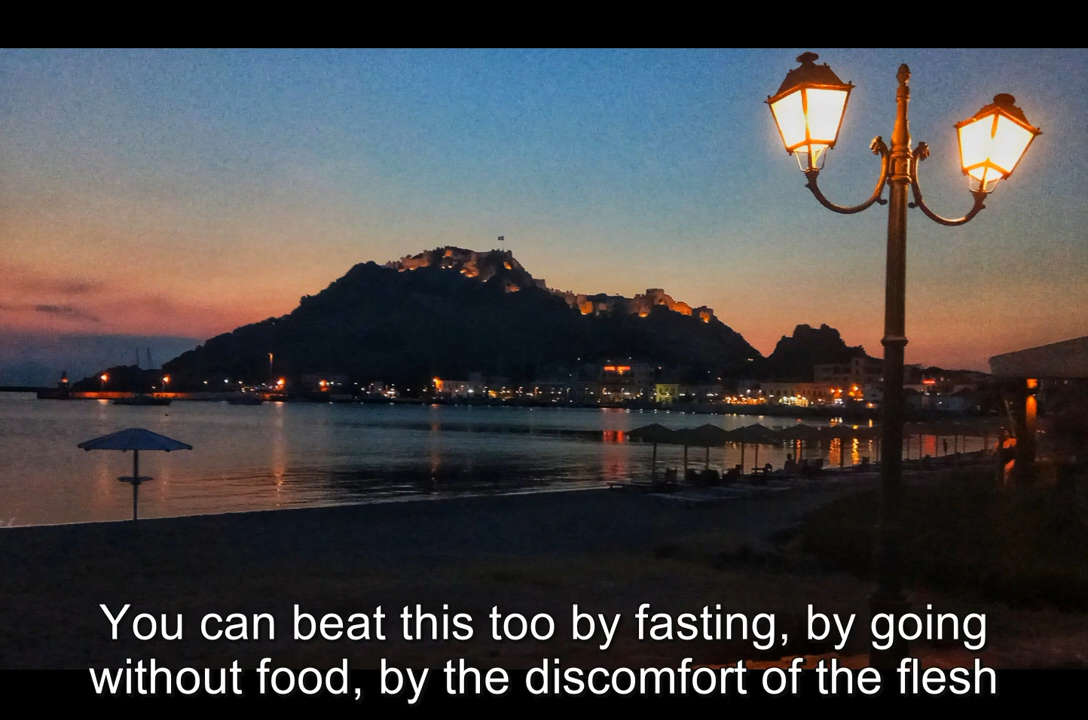 You can beat this too by fasting, by going
without food, by the discomfort of the flesh